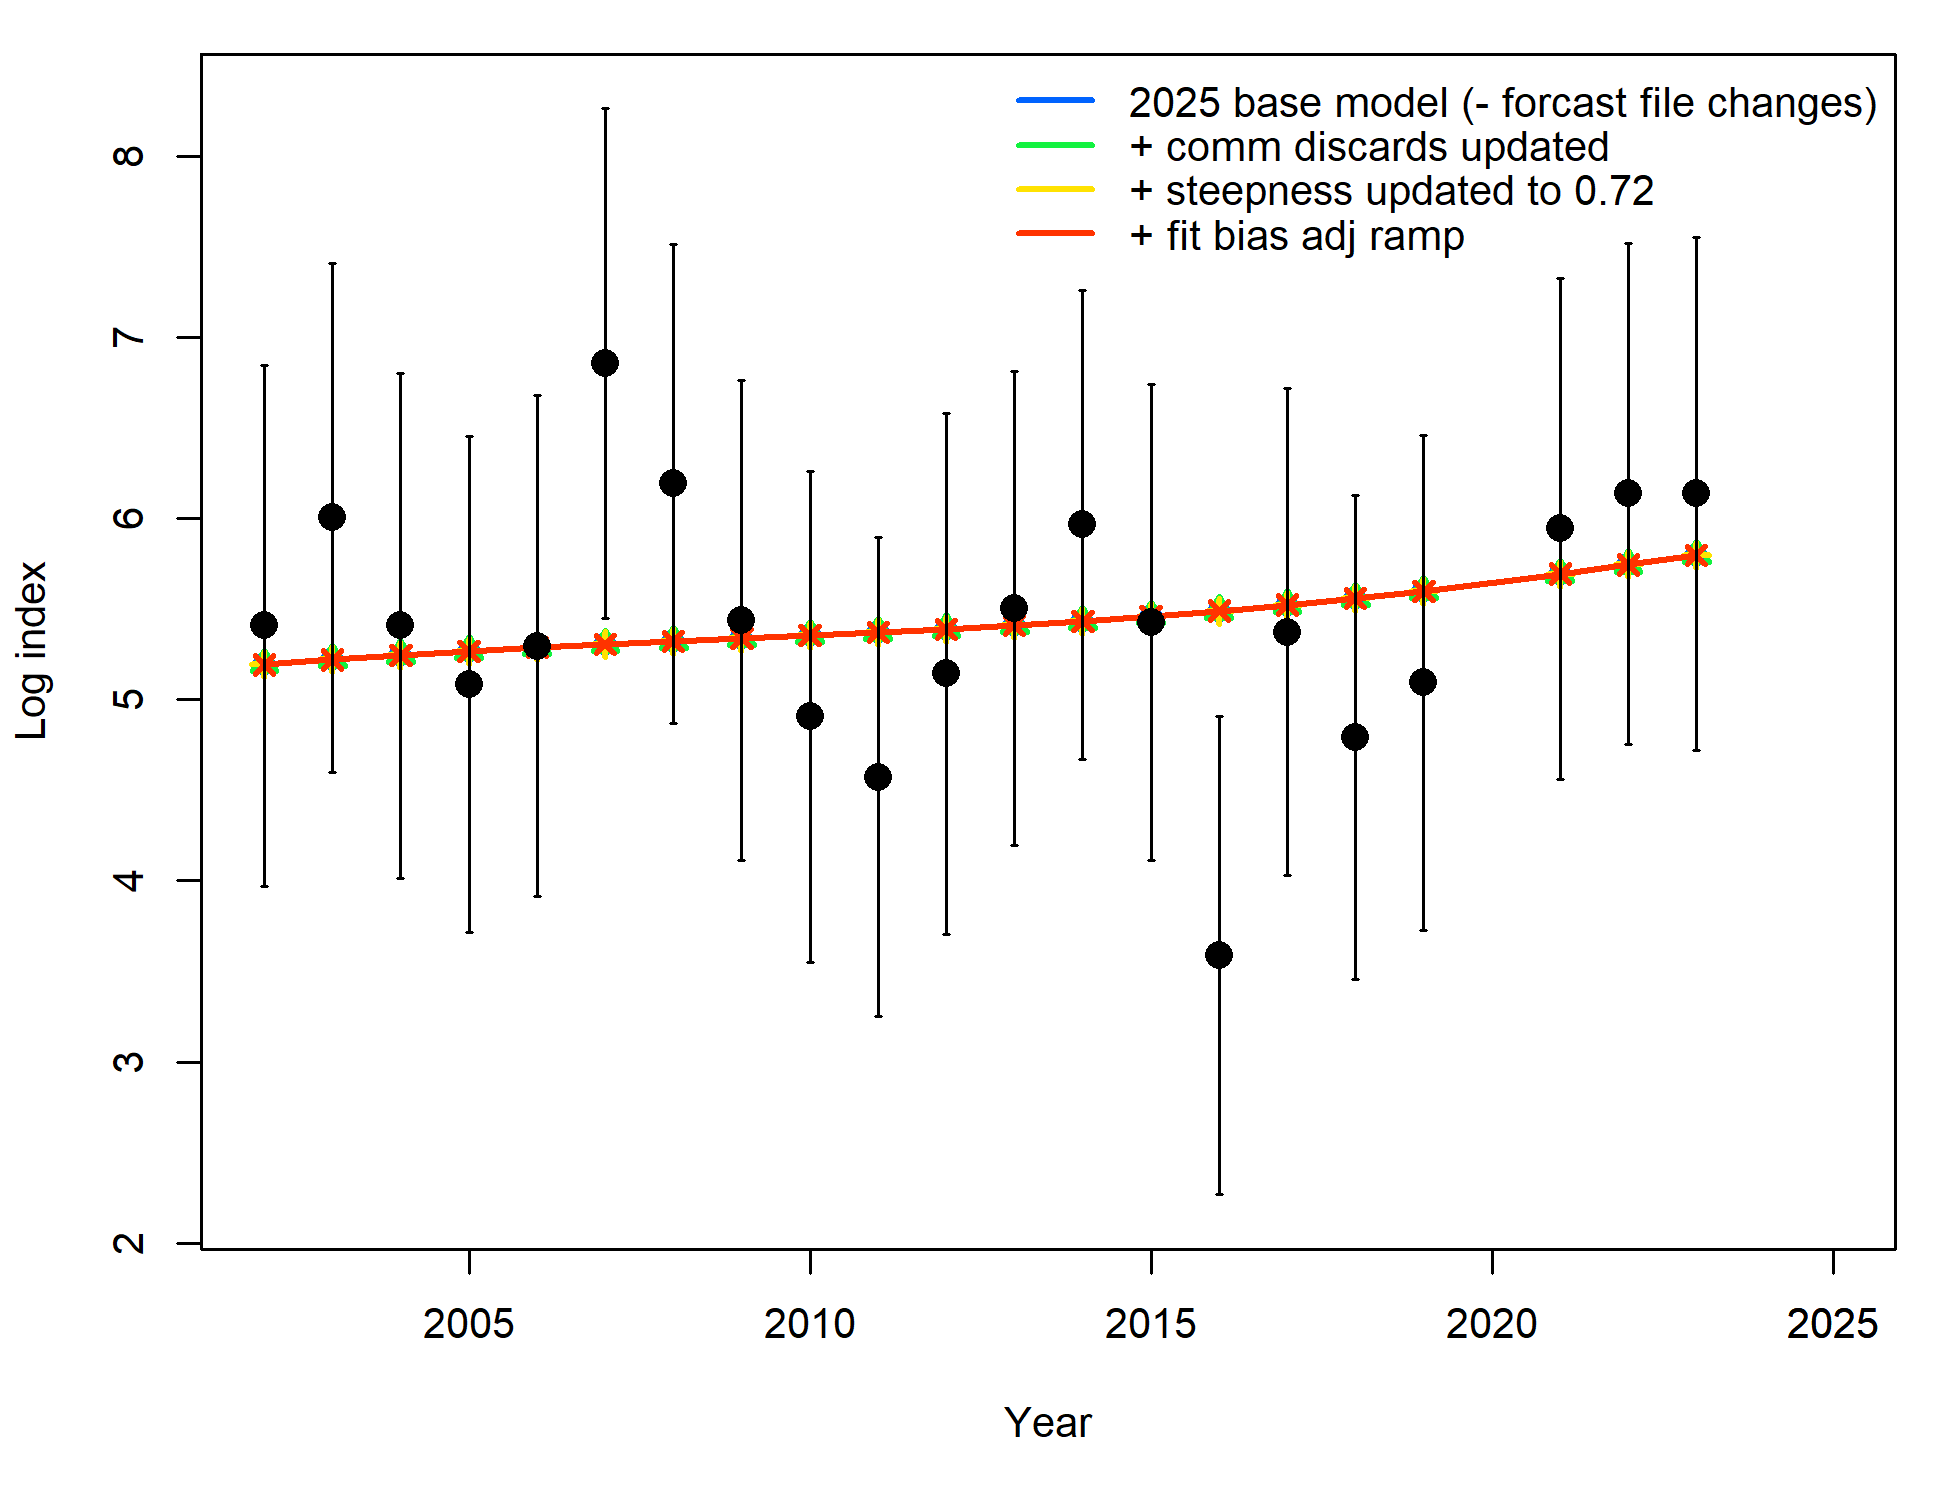 2025 base model (- forcast file changes)
+ comm discards updated
+ steepness updated to 0.72
+ fit bias adj ramp
8
7
6
5
4
3
2
Log index
2005 2010 2015 2020 2025
Year